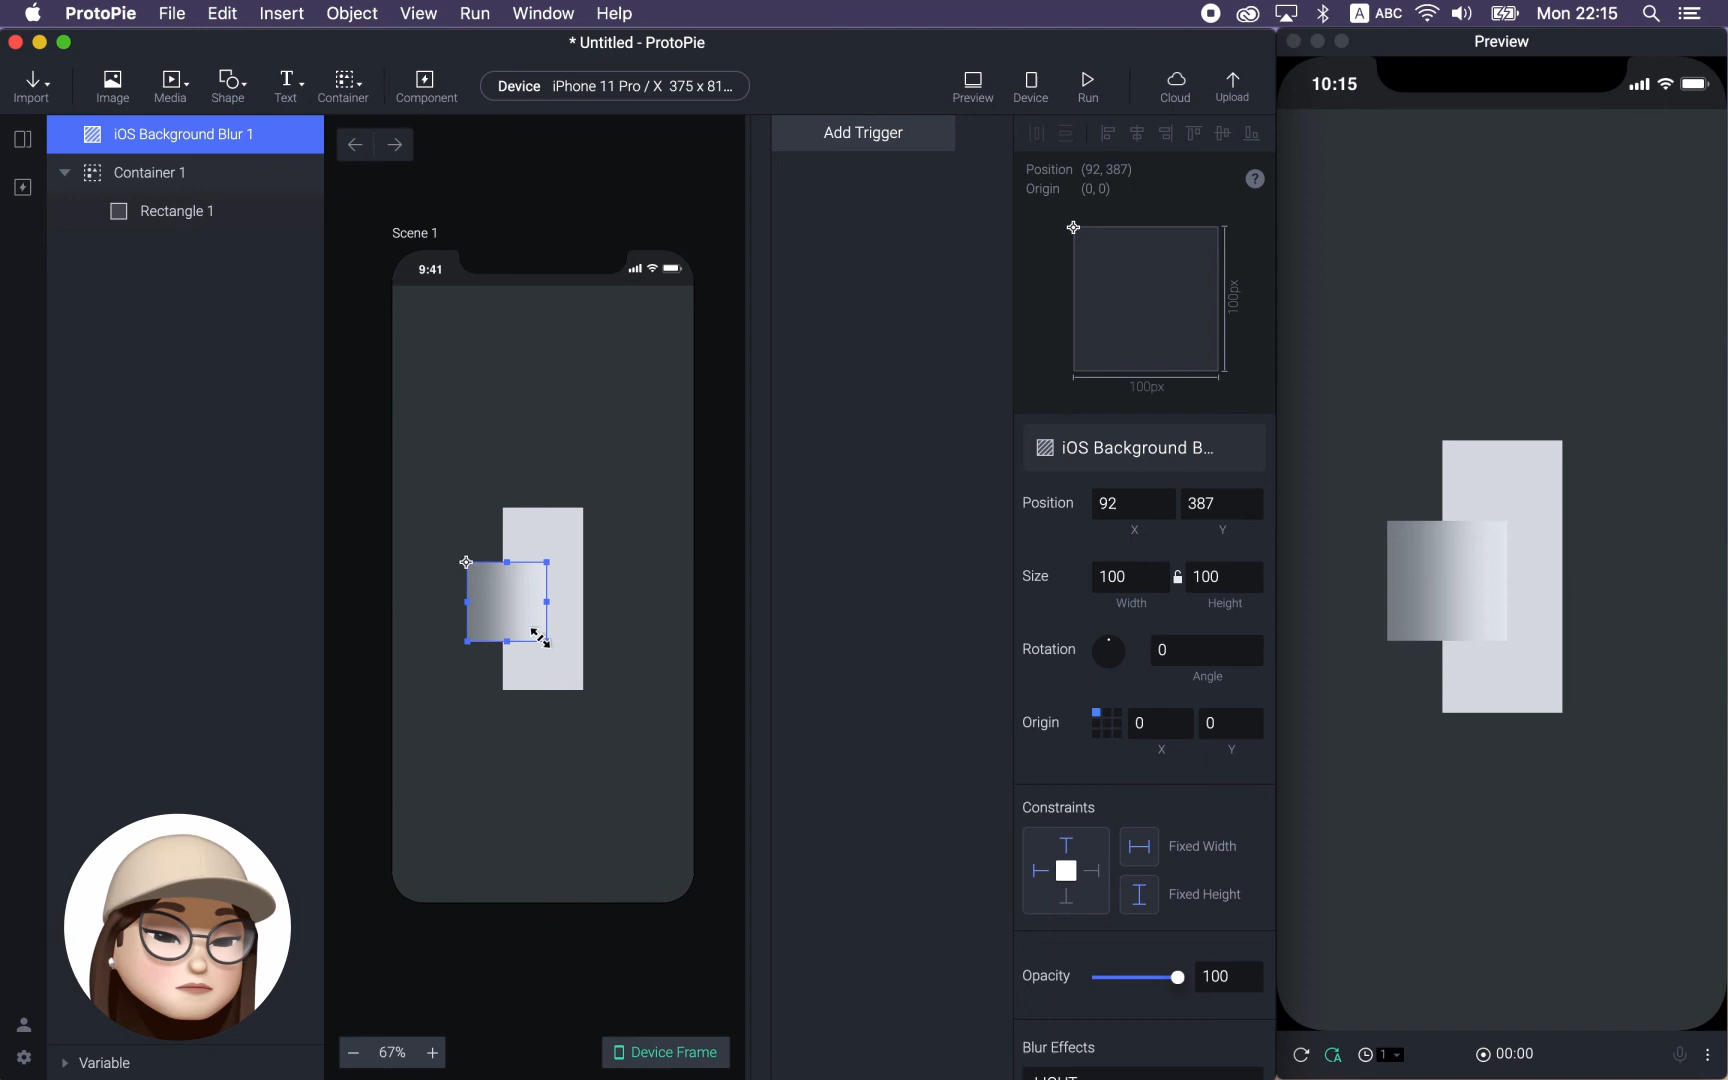 ProtoPie File Edit Insert Object View Run Window Help
A ABC Mon 22:15
* Untitled - ProtoPie
Preview
Import
Image
Media
Shape
T
Text
Container
Component
Device iPhone 11 Pro / X 375 x 81...
Preview
Device
Run
Cloud
Upload
10:15
iOS Background Blur 1
Container 1
Rectangle 1
Scene 1
9:41
Add Trigger
Position (92, 387)
Origin (0, 0)
?
100px
100px
iOS Background B...
Position 92 387
X Y
Size 100 100
Width Height
Rotation 0
Angle
Origin 0 0
X Y
Constraints
Fixed Width
Fixed Height
Opacity 100
Blur Effects
LIGHT
Variable
67%
Device Frame
A 1 00:00